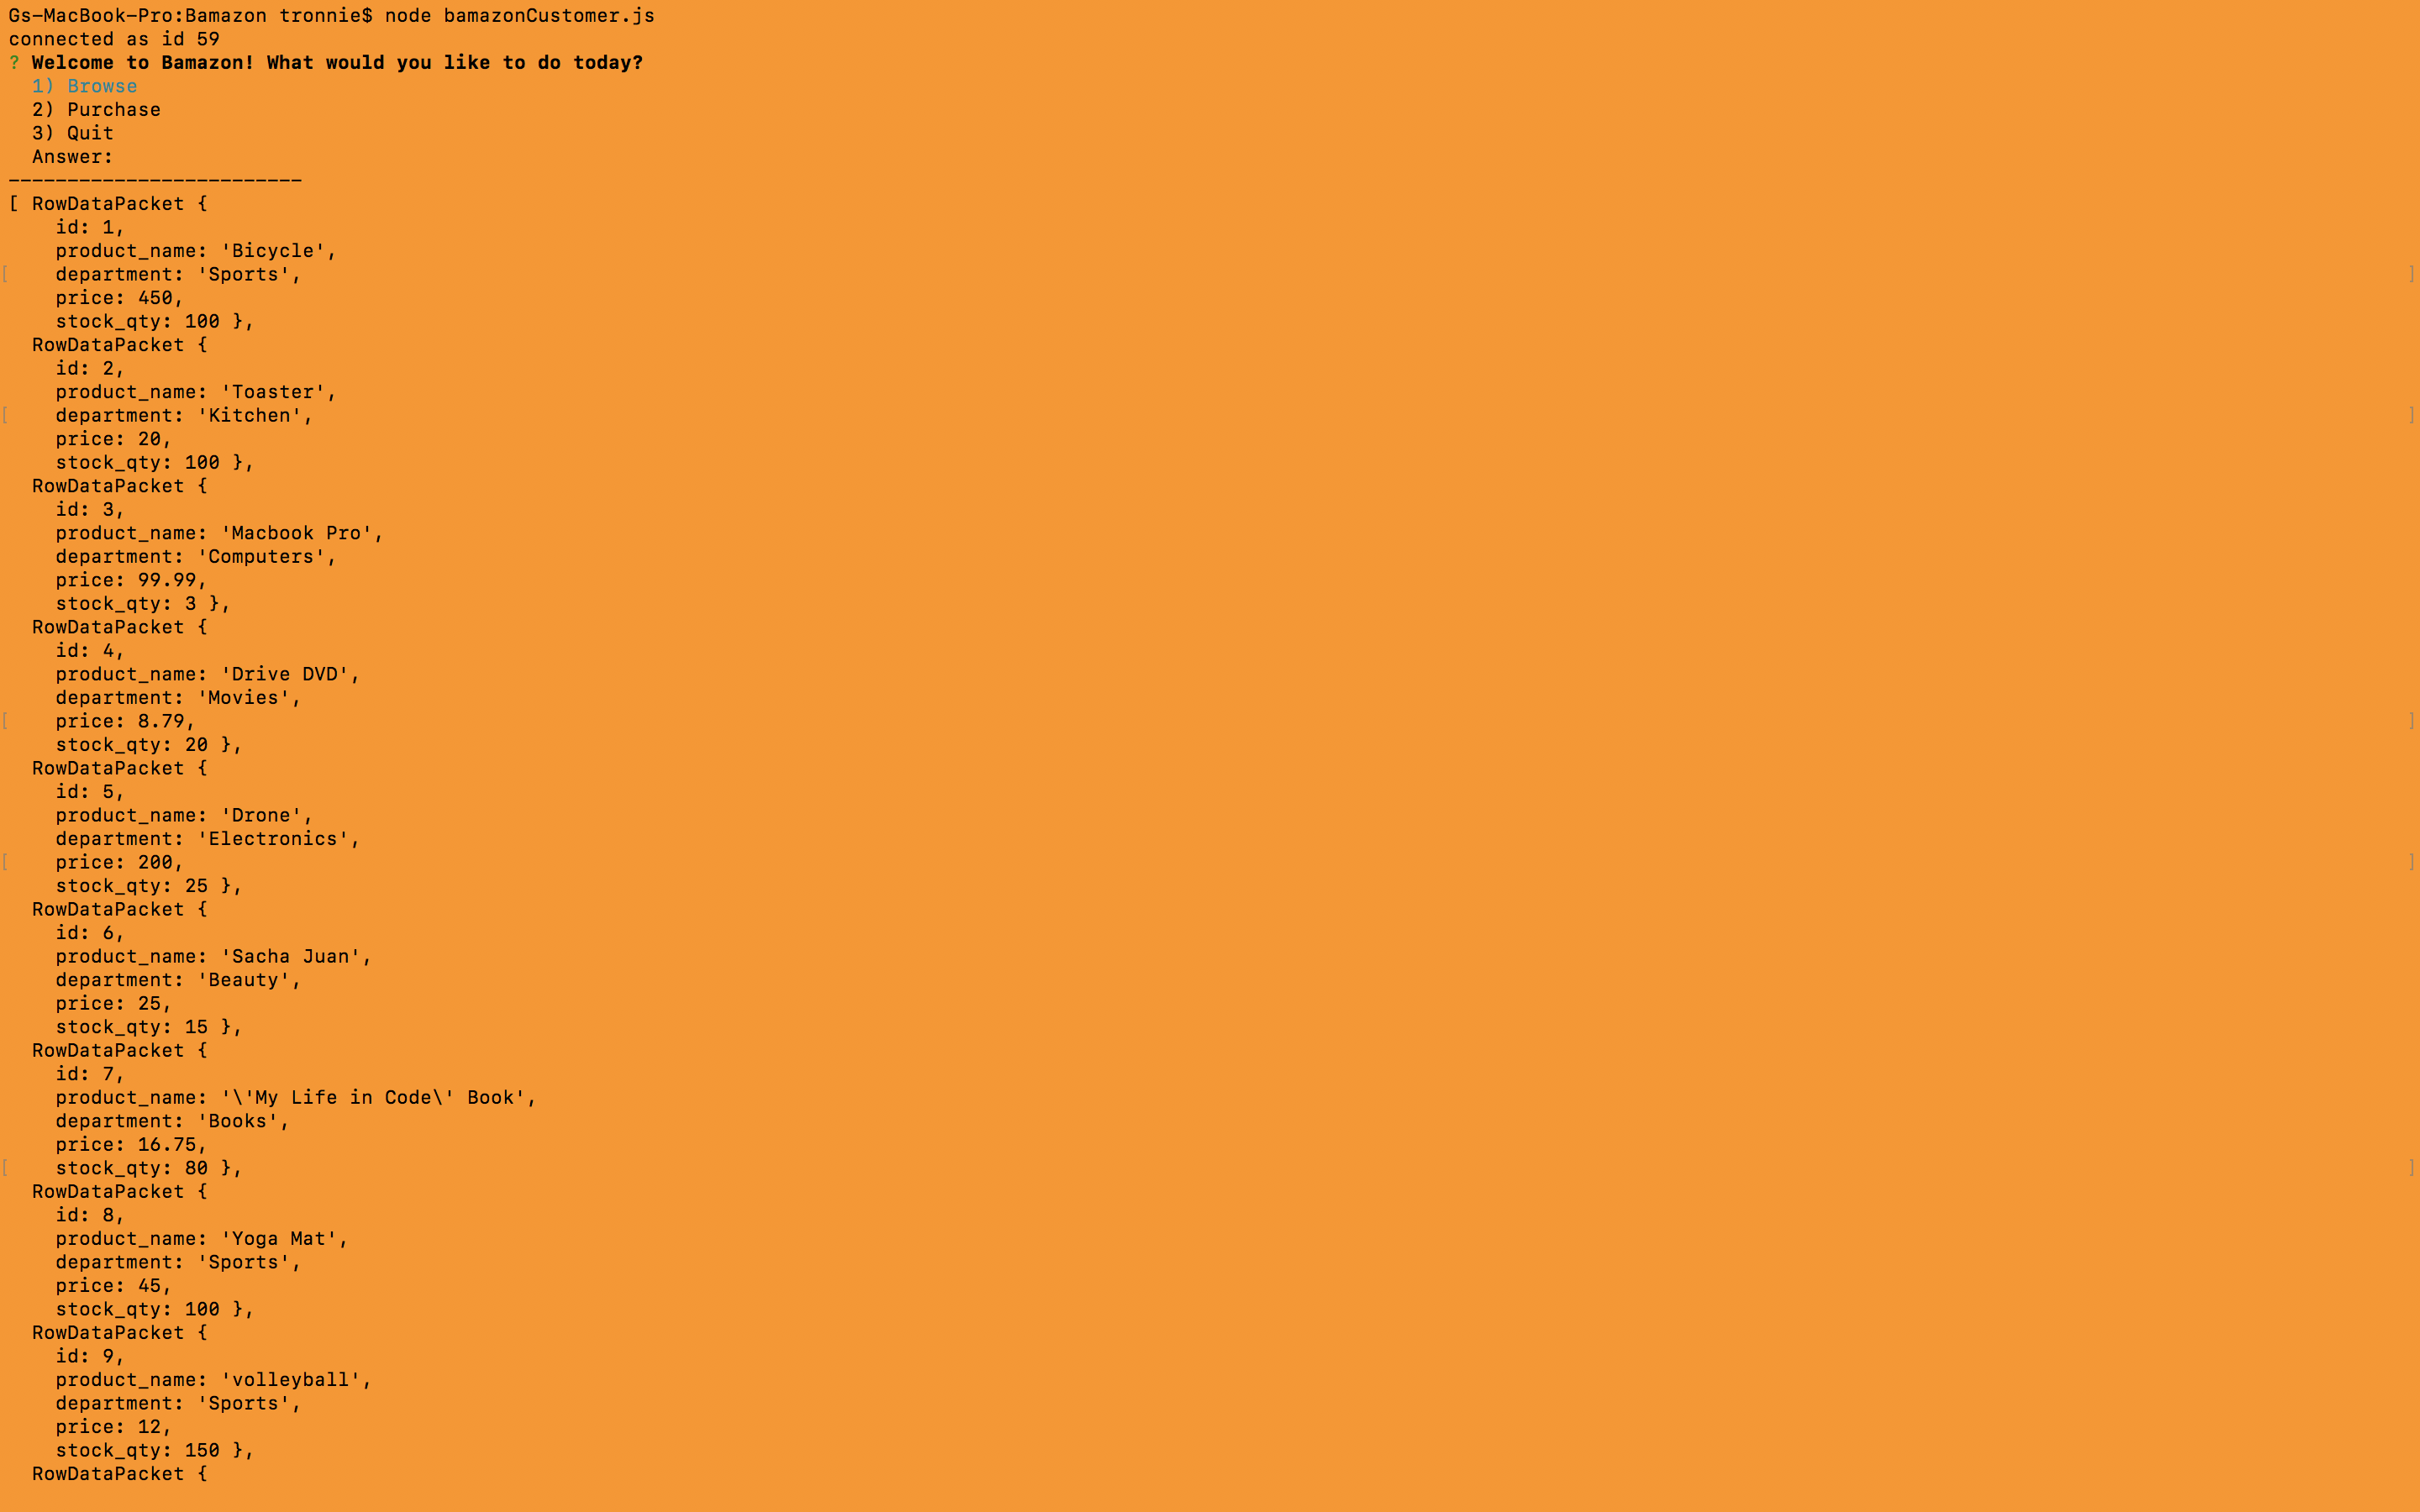 Gs-MacBook-Pro:Bamazon tronnie$ node bamazonCustomer.js
connected as id 59
? Welcome to Bamazon! What would you like to do today?
  1) Browse
  2) Purchase
  3) Quit
  Answer:
-------------------------
[ RowDataPacket {
    id: 1,
    product_name: 'Bicycle',
[    department: 'Sports', ]
    price: 450,
    stock_qty: 100 },
  RowDataPacket {
    id: 2,
    product_name: 'Toaster',
[    department: 'Kitchen', ]
    price: 20,
    stock_qty: 100 },
  RowDataPacket {
    id: 3,
    product_name: 'Macbook Pro',
    department: 'Computers',
    price: 99.99,
    stock_qty: 3 },
  RowDataPacket {
    id: 4,
    product_name: 'Drive DVD',
    department: 'Movies',
[    price: 8.79, ]
    stock_qty: 20 },
  RowDataPacket {
    id: 5,
    product_name: 'Drone',
    department: 'Electronics',
[    price: 200, ]
    stock_qty: 25 },
  RowDataPacket {
    id: 6,
    product_name: 'Sacha Juan',
    department: 'Beauty',
    price: 25,
    stock_qty: 15 },
  RowDataPacket {
    id: 7,
    product_name: '\'My Life in Code\' Book',
    department: 'Books',
    price: 16.75,
[    stock_qty: 80 }, ]
  RowDataPacket {
    id: 8,
    product_name: 'Yoga Mat',
    department: 'Sports',
    price: 45,
    stock_qty: 100 },
  RowDataPacket {
    id: 9,
    product_name: 'volleyball',
    department: 'Sports',
    price: 12,
    stock_qty: 150 },
  RowDataPacket {